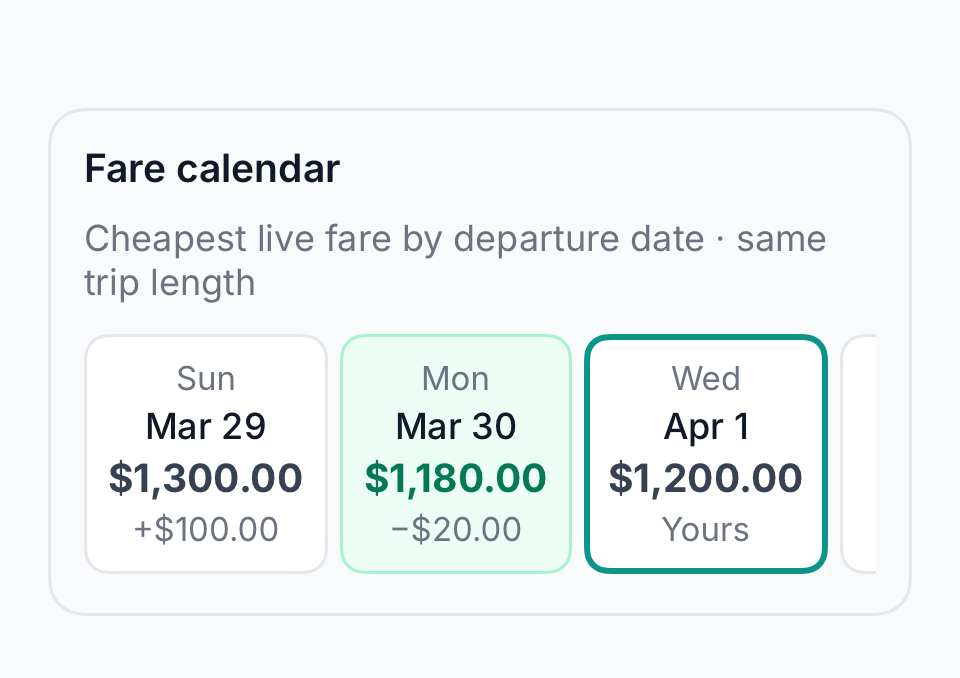 Fare calendar
Cheapest live fare by departure date · same
trip length
Sun
Mar 29
$1,300.00
+$100.00
Mon
Mar 30
$1,180.00
−$20.00
Wed
Apr 1
$1,200.00
Yours